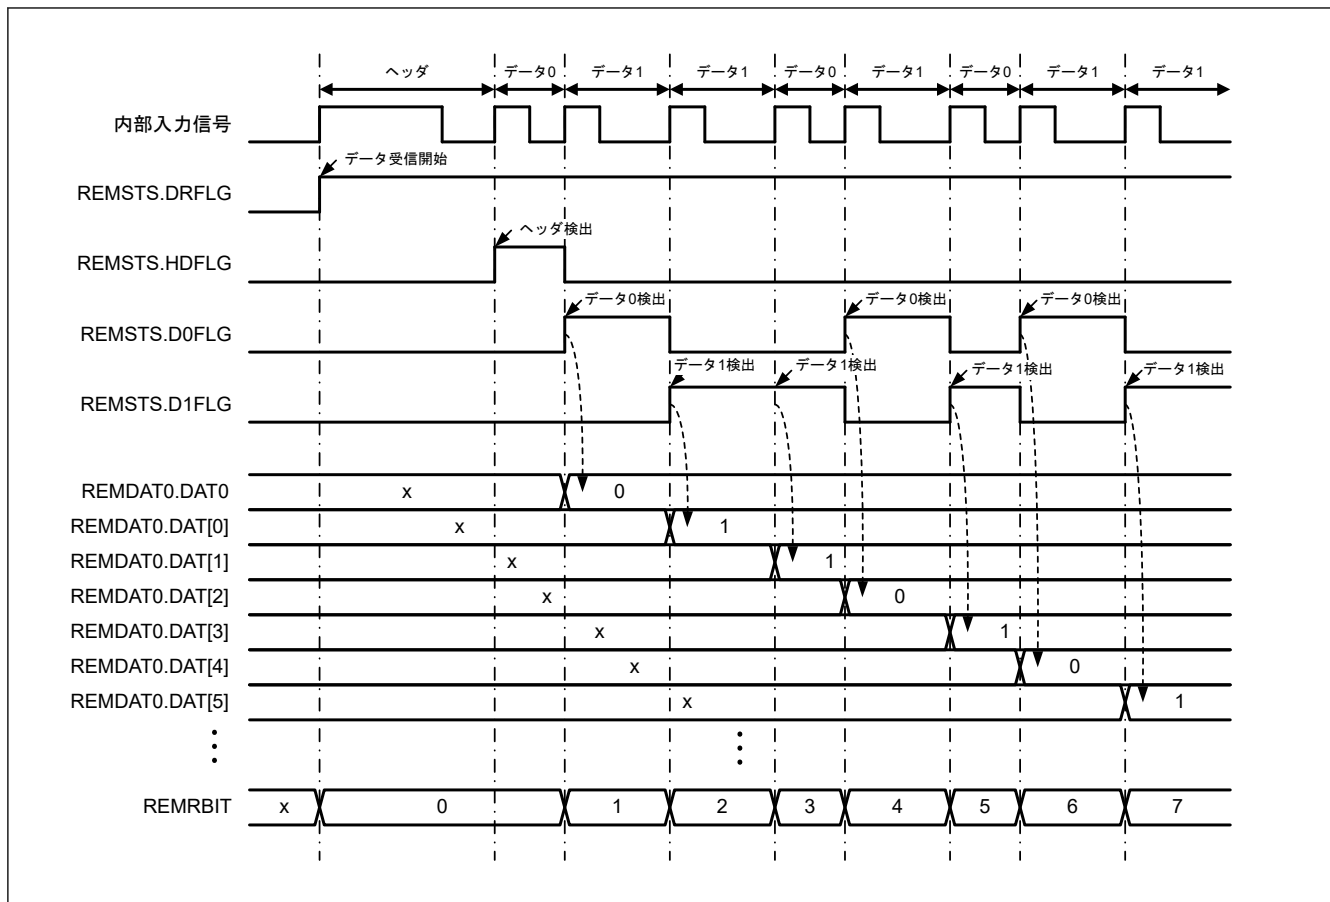 ヘッダ データ0 データ1 データ1 データ0 データ1 データ0 データ1 データ1
内部入力信号
データ受信開始
REMSTS.DRFLG
ヘッダ検出
REMSTS.HDFLG
データ0検出 データ0検出 データ0検出
REMSTS.D0FLG
データ1検出 データ1検出 データ1検出 データ1検出
REMSTS.D1FLG
REMDAT0.DAT0 x 0
REMDAT0.DAT[0] x 1
REMDAT0.DAT[1] x 1
REMDAT0.DAT[2] x 0
REMDAT0.DAT[3] x 1
REMDAT0.DAT[4] x 0
REMDAT0.DAT[5] x 1
REMRBIT x 0 1 2 3 4 5 6 7